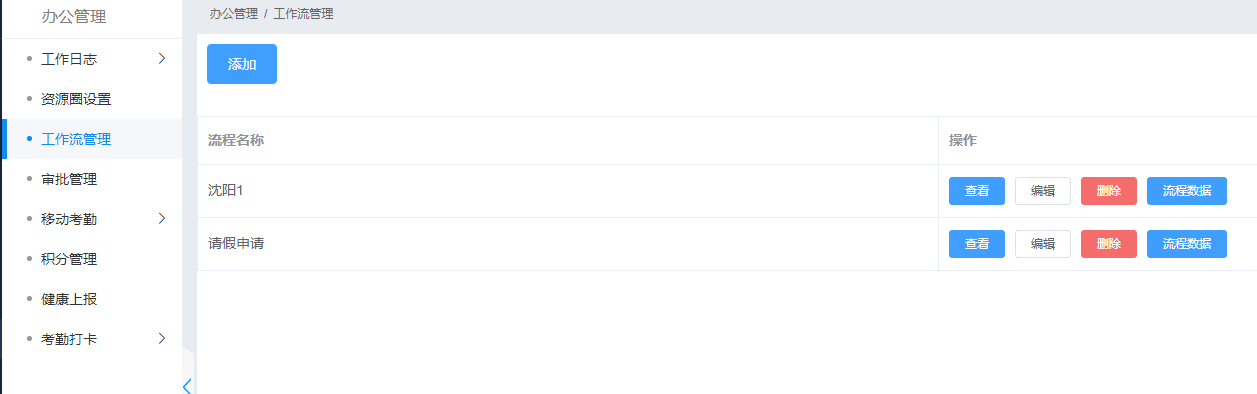 办公管理
工作日志
资源圈设置
工作流管理
审批管理
移动考勤
积分管理
健康上报
考勤打卡
办公管理 / 工作流管理
添加
流程名称 操作
沈阳1 查看 编辑 删除 流程数据
请假申请 查看 编辑 删除 流程数据